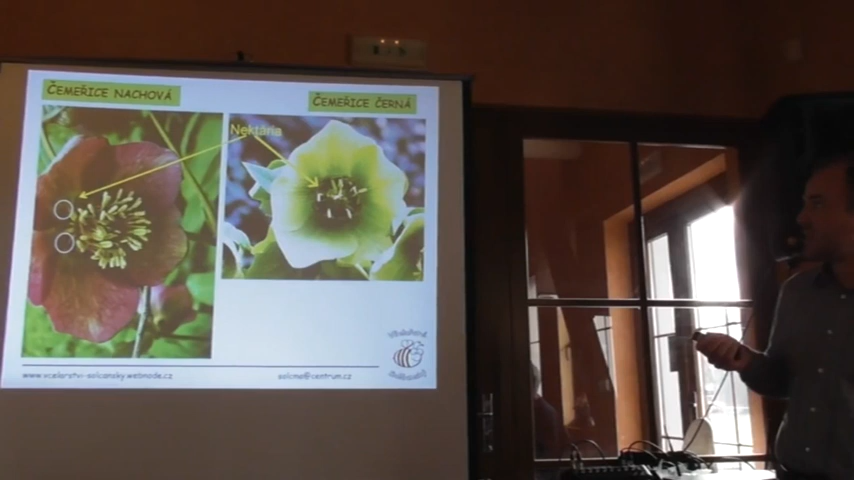 ČEMEŘICE NACHOVÁ
ČEMEŘICE ČERNÁ
Nektária
www.vcelarstvi-solcansky.webnode.cz
solcma@centrum.cz